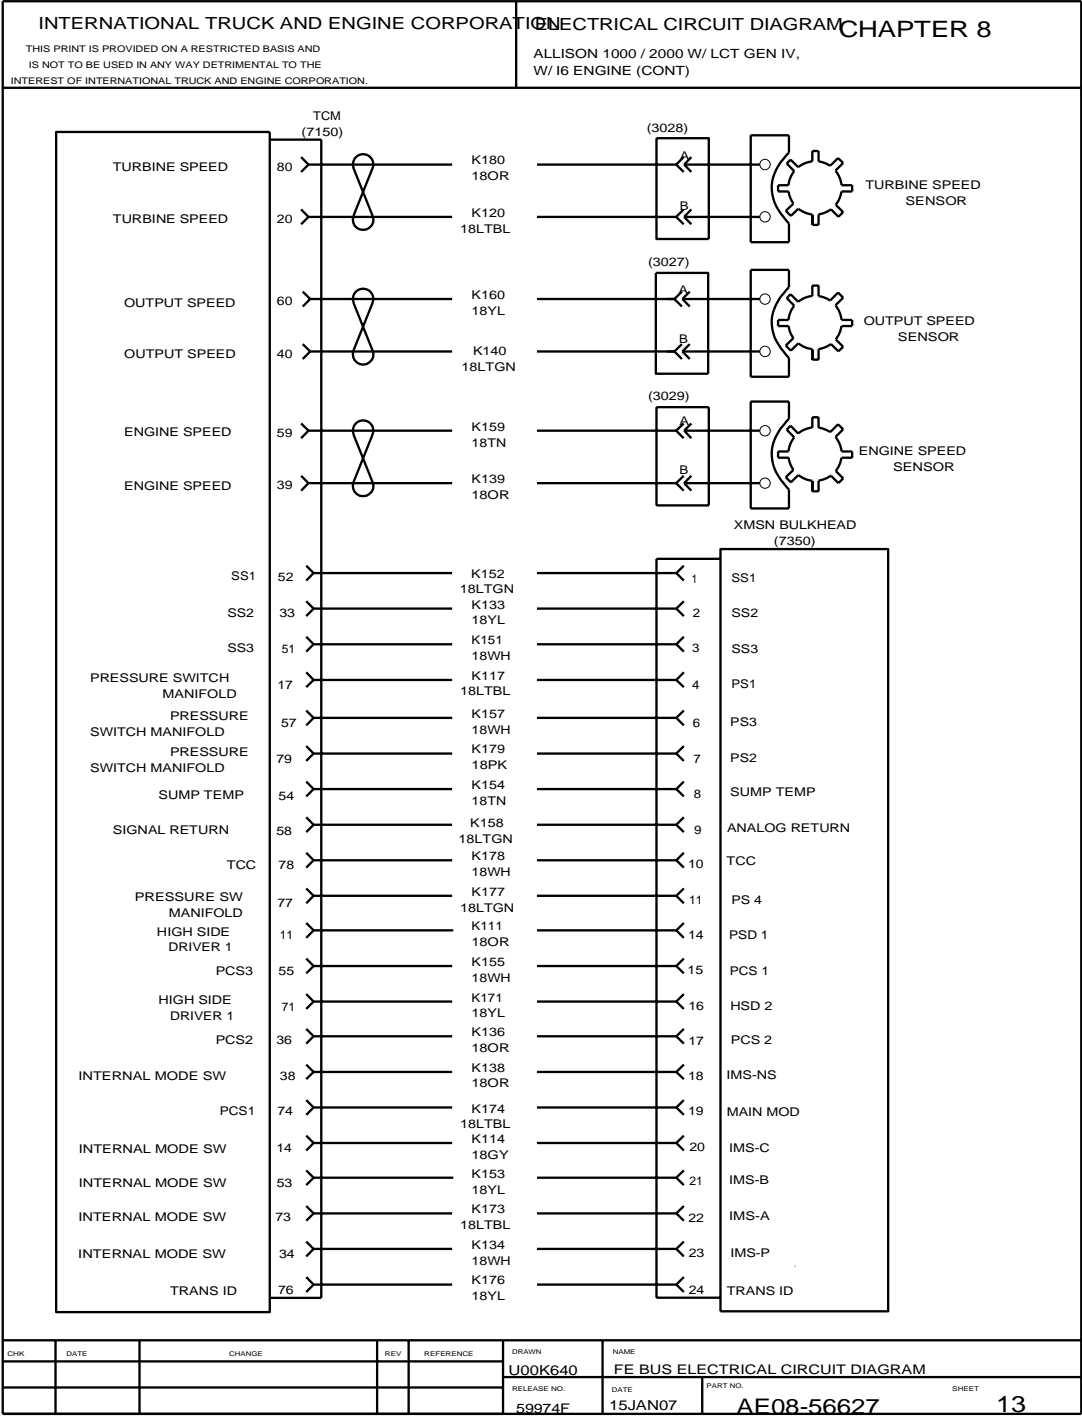 INTERNATIONAL TRUCK AND ENGINE CORPORATION
THIS PRINT IS PROVIDED ON A RESTRICTED BASIS AND
IS NOT TO BE USED IN ANY WAY DETRIMENTAL TO THE
INTEREST OF INTERNATIONAL TRUCK AND ENGINE CORPORATION.
ELECTRICAL CIRCUIT DIAGRAM
CHAPTER 8
ALLISON 1000 / 2000 W/ LCT GEN IV,
W/ I6 ENGINE (CONT)
TCM
(7150)
(3028)
TURBINE SPEED 80 K180 A
18OR
TURBINE SPEED 20 K120 B
18LTBL
TURBINE SPEED
SENSOR
(3027)
OUTPUT SPEED 60 K160 A
18YL
OUTPUT SPEED 40 K140 B
18LTGN
OUTPUT SPEED
SENSOR
(3029)
ENGINE SPEED 59 K159 A
18TN
ENGINE SPEED 39 K139 B
18OR
ENGINE SPEED
SENSOR
XMSN BULKHEAD
(7350)
SS1 52 K152 1 SS1
18LTGN
SS2 33 K133 2 SS2
18YL
SS3 51 K151 3 SS3
18WH
PRESSURE SWITCH
MANIFOLD 17 K117 4 PS1
18LTBL
PRESSURE
SWITCH MANIFOLD 57 K157 6 PS3
18WH
PRESSURE
SWITCH MANIFOLD 79 K179 7 PS2
18PK
SUMP TEMP 54 K154 8 SUMP TEMP
18TN
SIGNAL RETURN 58 K158 9 ANALOG RETURN
18LTGN
TCC 78 K178 10 TCC
18WH
PRESSURE SW
MANIFOLD 77 K177 11 PS 4
18LTGN
HIGH SIDE
DRIVER 1 11 K111 14 PSD 1
18OR
PCS3 55 K155 15 PCS 1
18WH
HIGH SIDE
DRIVER 1 71 K171 16 HSD 2
18YL
PCS2 36 K136 17 PCS 2
18OR
INTERNAL MODE SW 38 K138 18 IMS-NS
18OR
PCS1 74 K174 19 MAIN MOD
18LTBL
INTERNAL MODE SW 14 K114 20 IMS-C
18GY
INTERNAL MODE SW 53 K153 21 IMS-B
18YL
INTERNAL MODE SW 73 K173 22 IMS-A
18LTBL
INTERNAL MODE SW 34 K134 23 IMS-P
18WH
TRANS ID 76 K176 24 TRANS ID
18YL
CHK DATE CHANGE REV REFERENCE
DRAWN
U00K640
NAME
FE BUS ELECTRICAL CIRCUIT DIAGRAM
RELEASE NO.
59974F
DATE
15JAN07
PART NO.
AE08-56627
SHEET
13